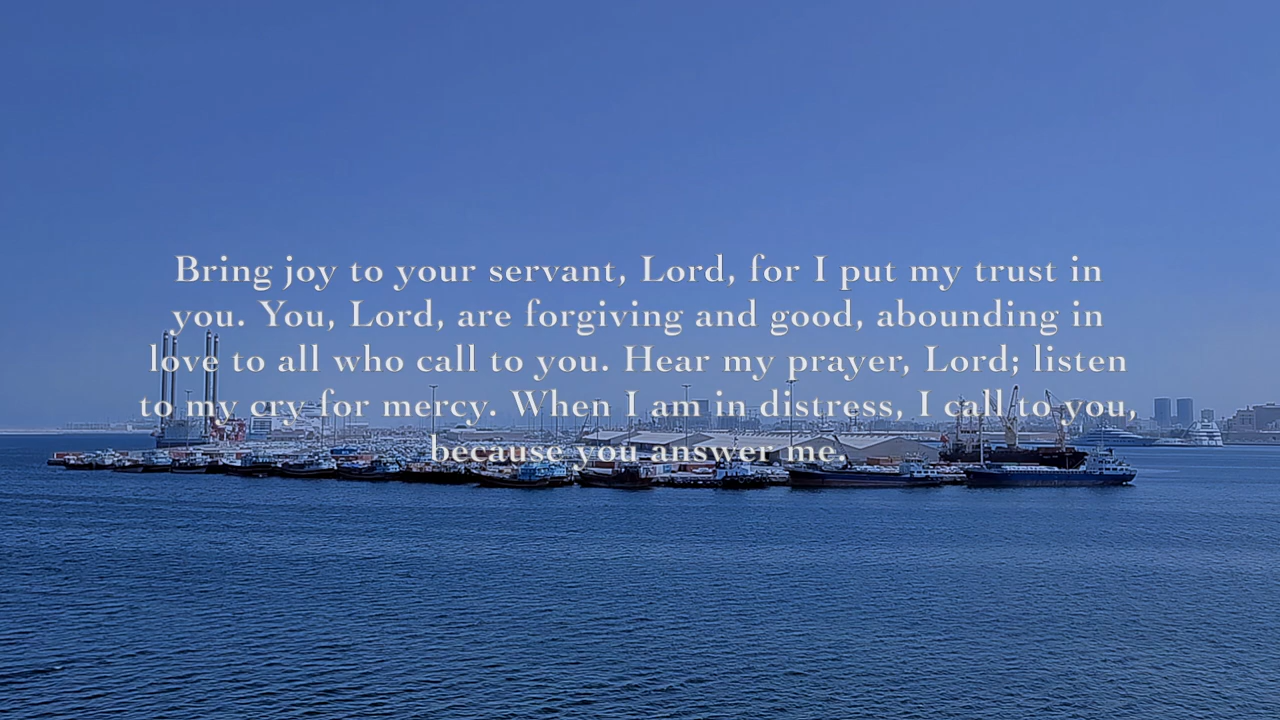 Bring joy to your servant, Lord, for I put my trust in
you. You, Lord, are forgiving and good, abounding in
love to all who call to you. Hear my prayer, Lord; listen
to my cry for mercy. When I am in distress, I call to you,
because you answer me.